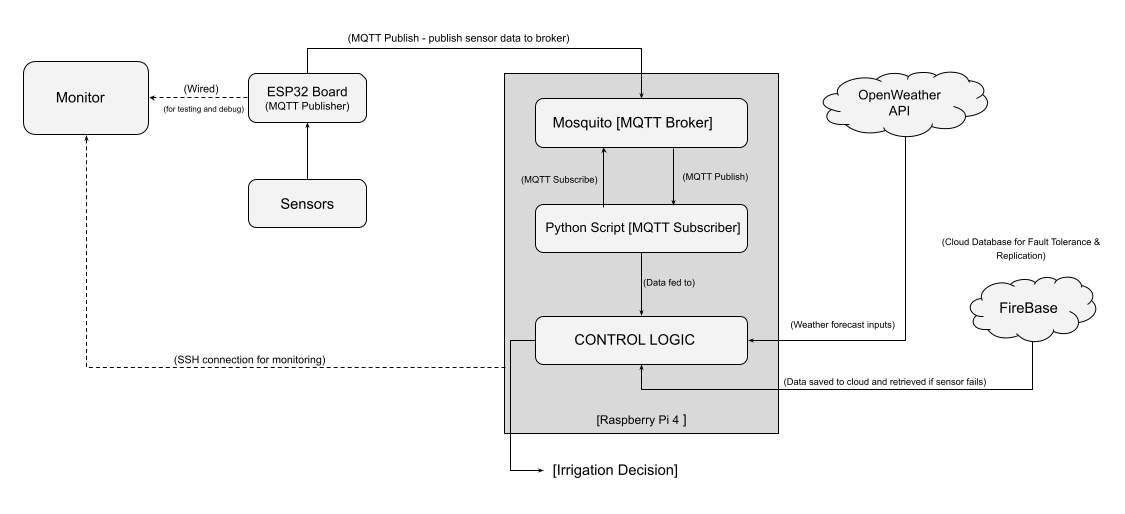 (MQTT Publish - publish sensor data to broker)
Monitor
(Wired)
(for testing and debug)
ESP32 Board
(MQTT Publisher)
Sensors
Mosquito [MQTT Broker]
(MQTT Subscribe)
(MQTT Publish)
Python Script [MQTT Subscriber]
(Data fed to)
CONTROL LOGIC
[Raspberry Pi 4 ]
OpenWeather
API
(Weather forecast inputs)
(Cloud Database for Fault Tolerance &
Replication)
FireBase
(Data saved to cloud and retrieved if sensor fails)
(SSH connection for monitoring)
[Irrigation Decision]